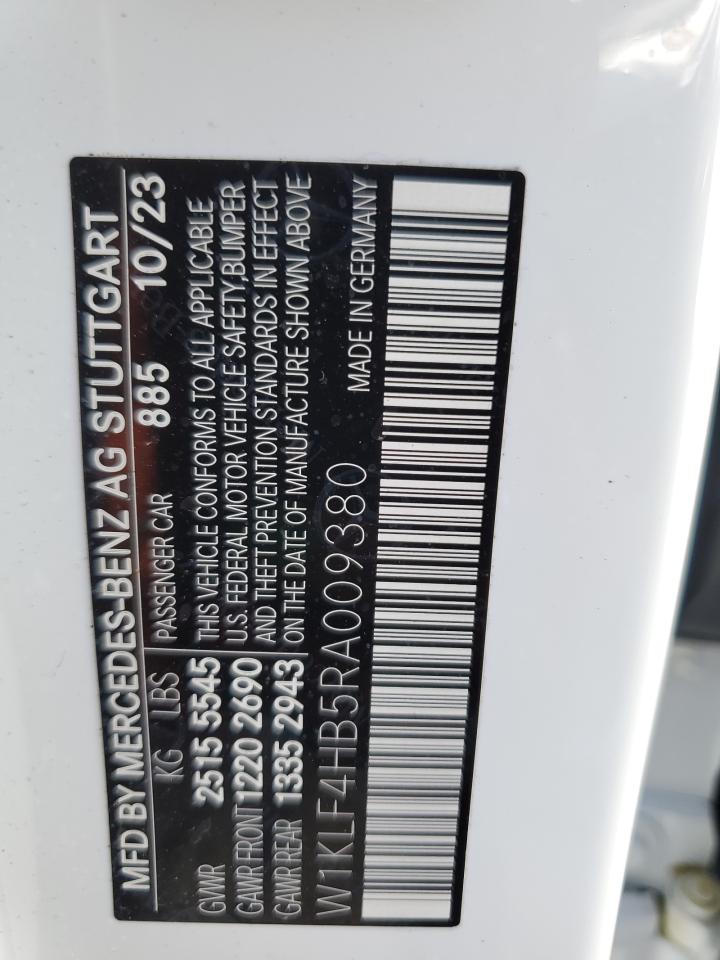 MFD BY MERCEDES-BENZ AG STUTTGART
KG LBS PASSENGER CAR 885 10/23
GVWR 2515 5545 THIS VEHICLE CONFORMS TO ALL APPLICABLE
GAWR FRONT 1220 2690 U.S. FEDERAL MOTOR VEHICLE SAFETY,BUMPER
GAWR REAR 1335 2943 AND THEFT PREVENTION STANDARDS IN EFFECT
ON THE DATE OF MANUFACTURE SHOWN ABOVE
W1KLF4HB5RA009380 MADE IN GERMANY